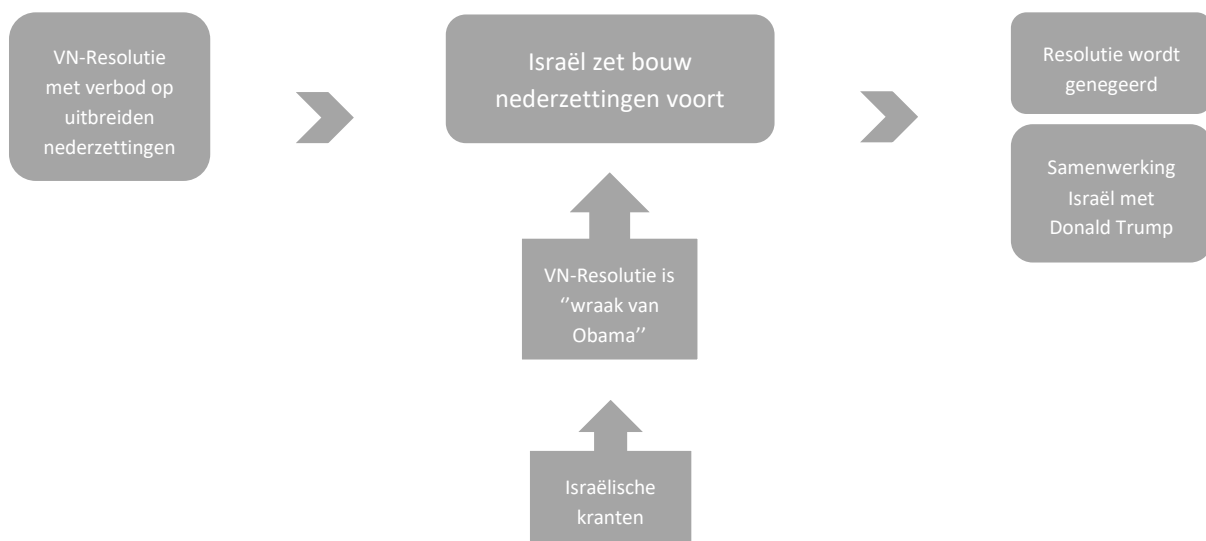 VN-Resolutie
met verbod op
uitbreiden
nederzettingen
Israël zet bouw
nederzettingen voort
Resolutie wordt
genegeerd
Samenwerking
Israël met
Donald Trump
VN-Resolutie is
‘’wraak van
Obama’’
Israëlische
kranten